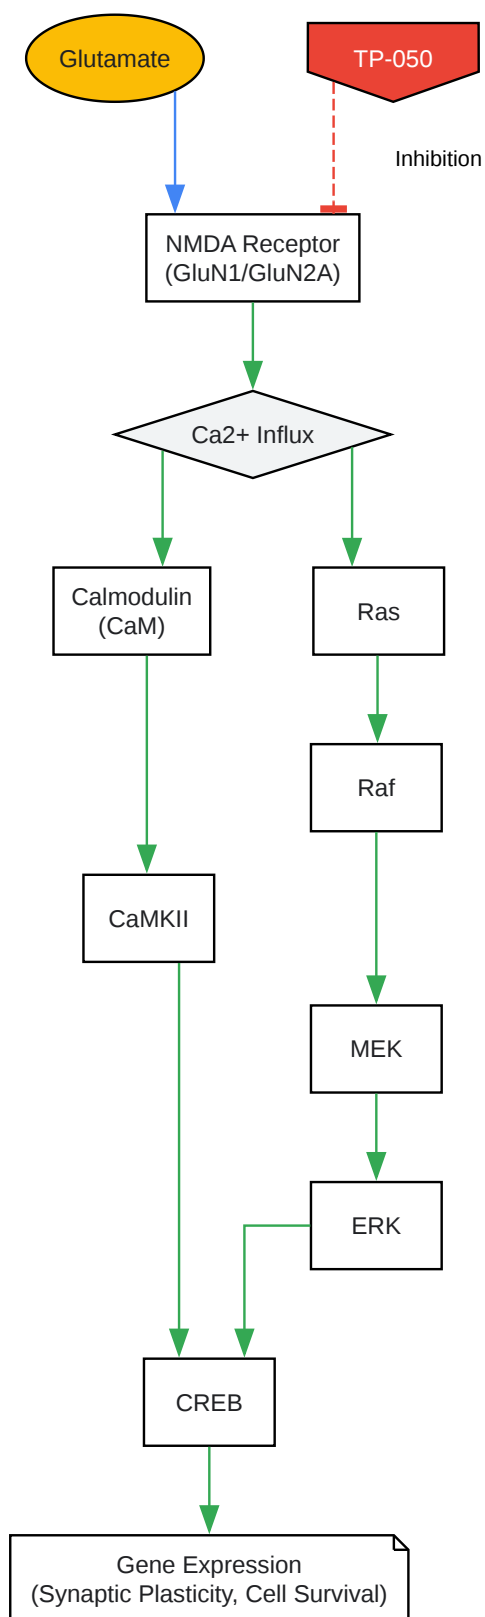 Glutamate
TP-050
Inhibition
NMDA Receptor
(GluN1/GluN2A)
Ca2+ Influx
Calmodulin
(CaM)
Ras
Raf
CaMKII
MEK
ERK
CREB
Gene Expression
(Synaptic Plasticity, Cell Survival)